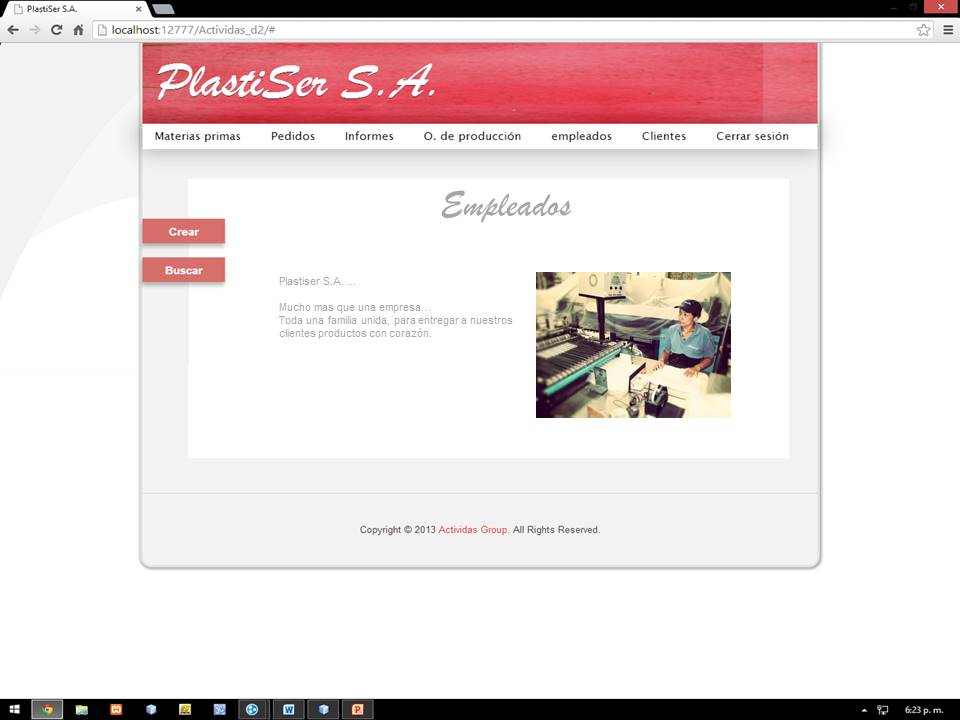 PlastiSer S.A.
localhost:12777/Actividas_d2/#
PlastiSer S.A.
Materias primas Pedidos Informes O. de producción empleados Clientes Cerrar sesión
Empleados
Crear
Buscar
Plastiser S.A. ...
Mucho mas que una empresa...
Toda una familia unida, para entregar a nuestros
clientes productos con corazón.
Copyright © 2013 Actividas Group. All Rights Reserved.
6:23 p. m.